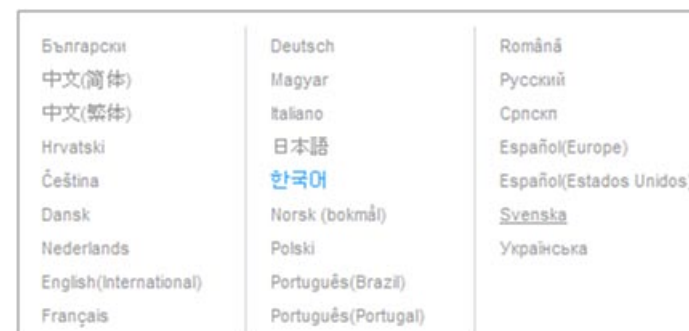 Български
中文(简体)
中文(繁体)
Hrvatski
Čeština
Dansk
Nederlands
English(International)
Français
Deutsch
Magyar
Italiano
日本語
한국어
Norsk (bokmål)
Polski
Português(Brazil)
Português(Portugal)
Română
Русский
Српскп
Español(Europe)
Español(Estados Unidos)
Svenska
Українська